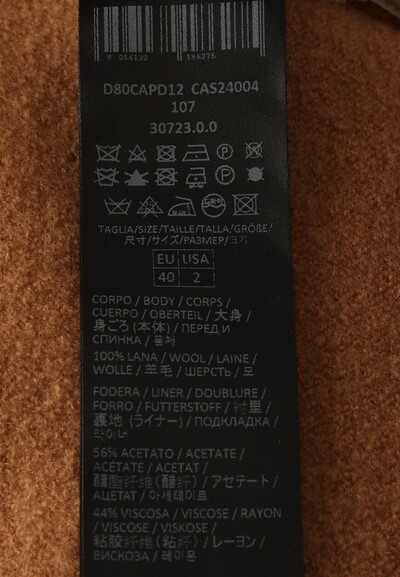 D80CAPD12 CAS24004
107
30723.0.0
TAGLIA/SIZE/TAILLE/TALLA/GRÖßE/
尺寸/サイズ/РАЗМЕР/크기
EU USA
40 2
CORPO / BODY / CORPS /
CUERPO / OBERTEIL / 大身 /
身ごろ (本体) / ПЕРЕД И
СПИНКА / 몸체
100% LANA / WOOL / LAINE /
WOLLE / 羊毛 / ШЕРСТЬ / 모
FODERA / LINER / DOUBLURE /
FORRO / FUTTERSTOFF / 衬里 /
裏地 (ライナー) / ПОДКЛАДКА /
라이너
56% ACETATO / ACETATE /
ACÉTATE / ACETAT /
醋酸纤维 (醋纤) / アセテート /
АЦЕТАТ / 아세테이트
44% VISCOSA / VISCOSE / RAYON
/ VISCOSE / VISKOSE /
粘胶纤维 (粘纤) / レーヨン /
ВИСКОЗА / 레이온